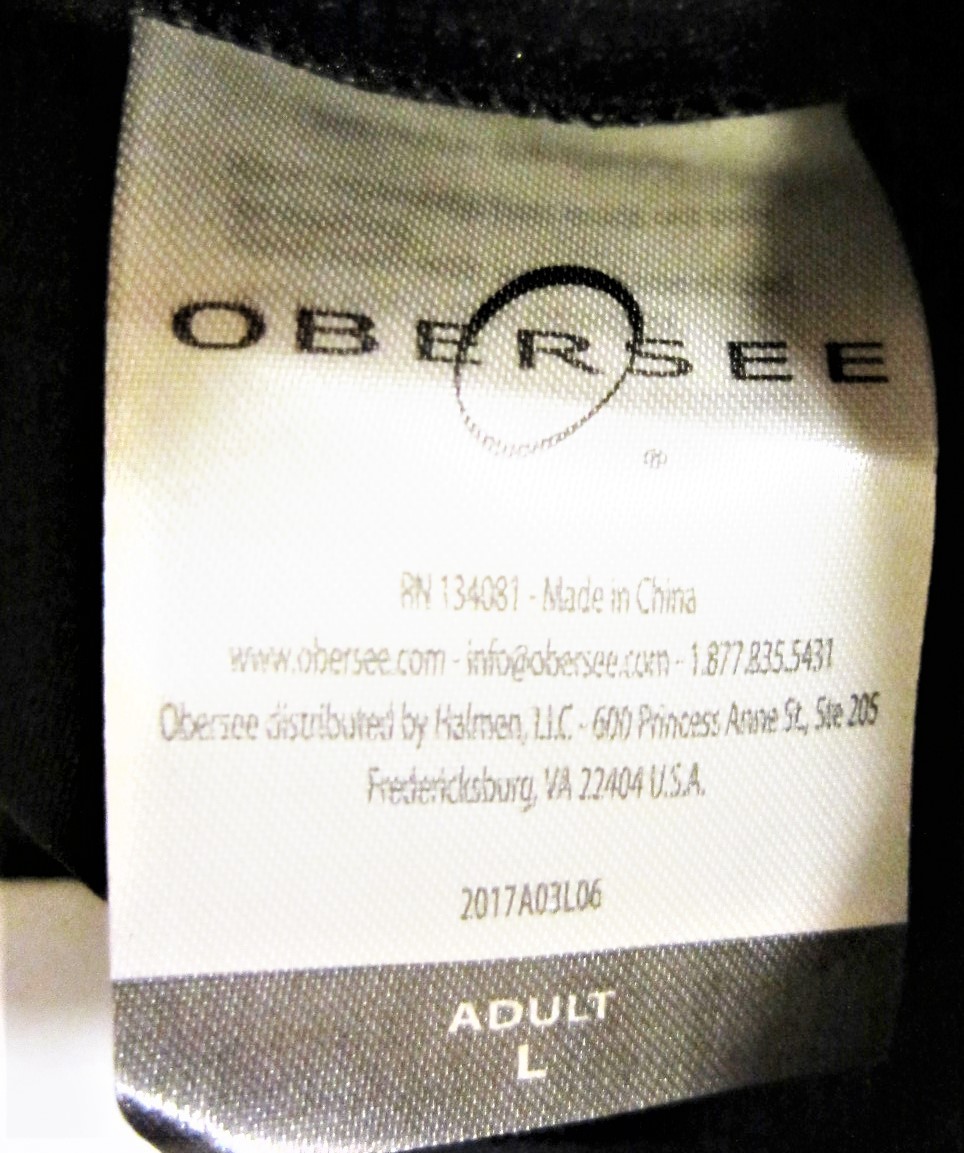 OBERSEE
®
RN 134081 - Made in China
www.obersee.com - info@obersee.com - 1.877.835.5431
Obersee distributed by Halmen, LLC - 600 Princess Anne St., Ste 205
Fredericksburg, VA 22404 U.S.A.
2017A03L06
ADULT
L